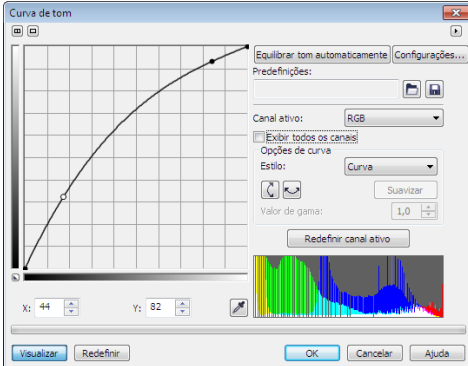 Curva de tom
Equilibrar tom automaticamente Configurações...
Predefinições:
Canal ativo: RGB
Exibir todos os canais
Opções de curva
Estilo: Curva
Suavizar
Valor de gama: 1,0
Redefinir canal ativo
X: 44 Y: 82
Visualizar Redefinir OK Cancelar Ajuda